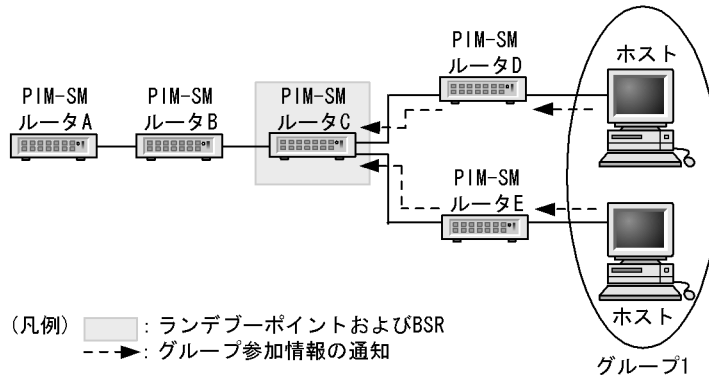 PIM-SM
ルータD
ホスト
PIM-SM
ルータA
PIM-SM
ルータB
PIM-SM
ルータC
PIM-SM
ルータE
ホスト
(凡例)
：ランデブーポイントおよびBSR
：グループ参加情報の通知
グループ1